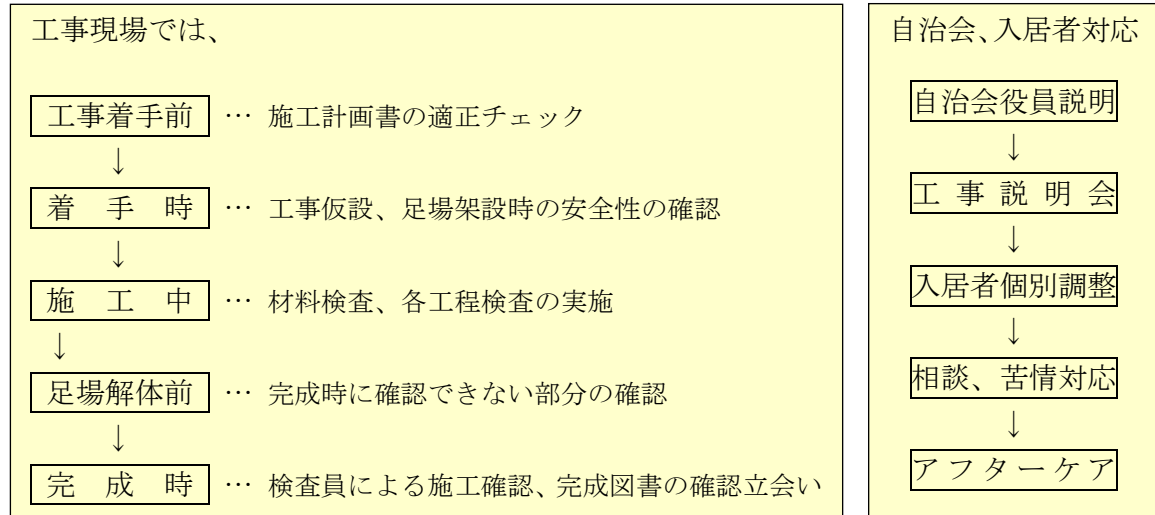 工事現場では、
工事着手前 … 施工計画書の適正チェック
↓
着 手 時 … 工事仮設、足場架設時の安全性の確認
↓
施 工 中 … 材料検査、各工程検査の実施
↓
足場解体前 … 完成時に確認できない部分の確認
↓
完 成 時 … 検査員による施工確認、完成図書の確認立会い
自治会、入居者対応
自治会役員説明
↓
工 事 説 明 会
↓
入居者個別調整
↓
相談、苦情対応
↓
アフターケア